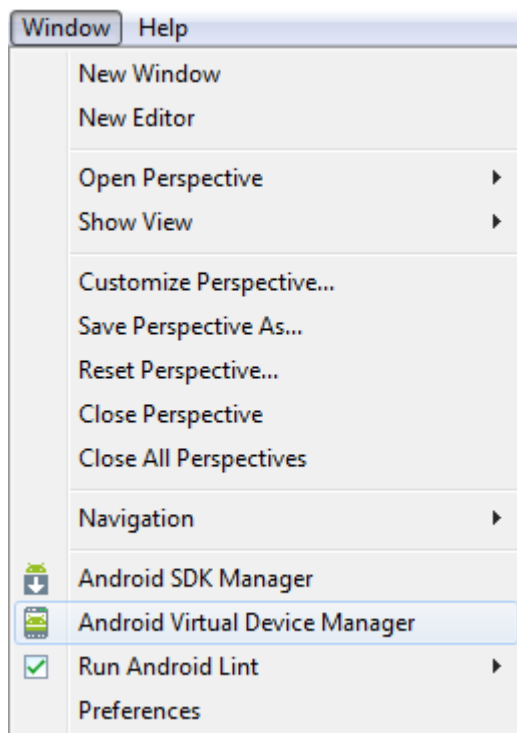 Window Help
New Window
New Editor
Open Perspective
Show View
Customize Perspective...
Save Perspective As...
Reset Perspective...
Close Perspective
Close All Perspectives
Navigation
Android SDK Manager
Android Virtual Device Manager
Run Android Lint
Preferences